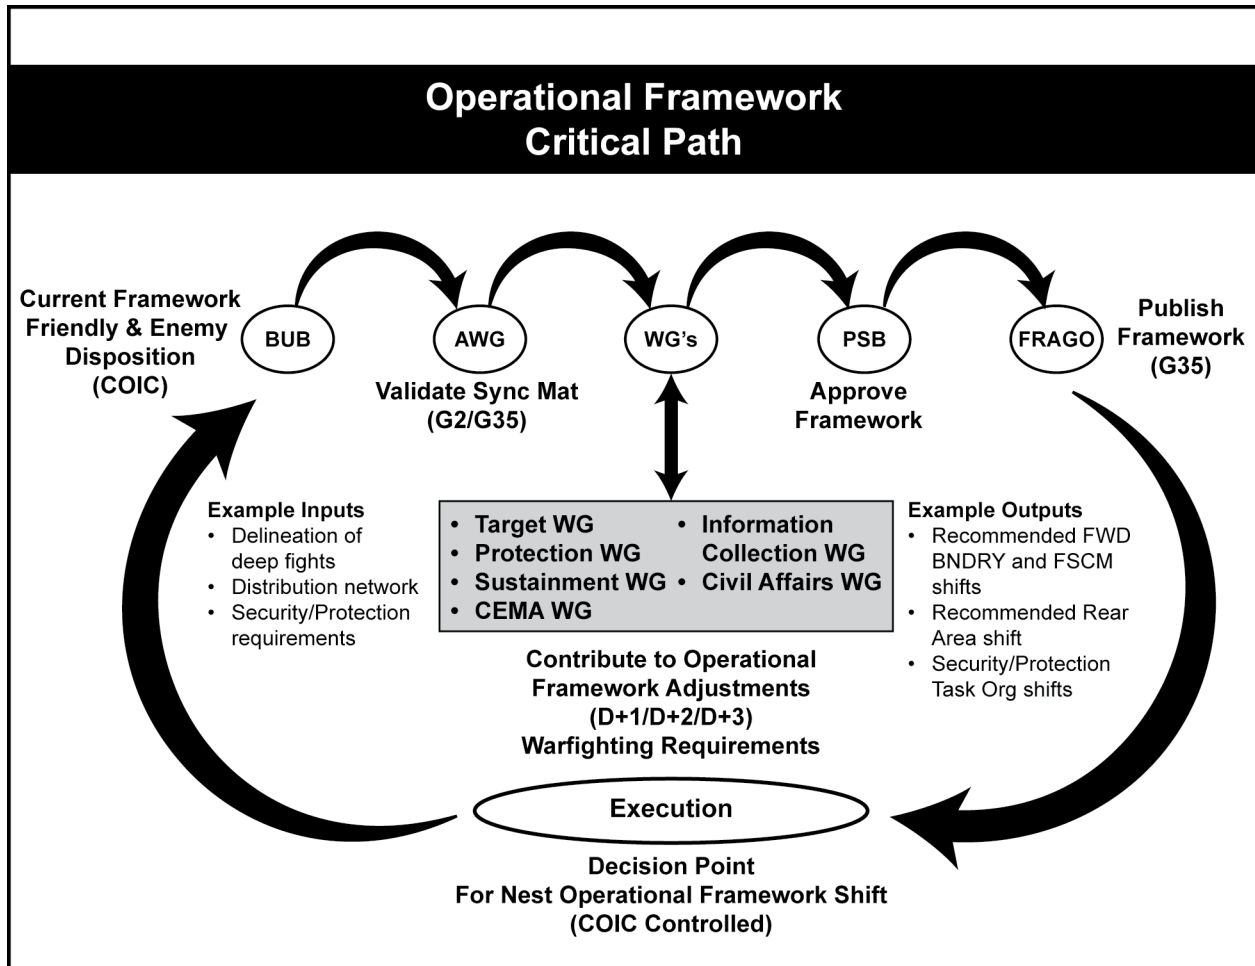 Operational Framework
Critical Path
Current Framework
Friendly & Enemy
Disposition
(COIC)
BUB
AWG
WG's
PSB
FRAGO
Publish
Framework
(G35)
Validate Sync Mat
(G2/G35)
Approve
Framework
Example Inputs
• Delineation of
deep fights
• Distribution network
• Security/Protection
requirements
• Target WG
• Protection WG
• Sustainment WG
• CEMA WG
• Information
Collection WG
• Civil Affairs WG
Example Outputs
• Recommended FWD
BNDRY and FSCM
shifts
• Recommended Rear
Area shift
• Security/Protection
Task Org shifts
Contribute to Operational
Framework Adjustments
(D+1/D+2/D+3)
Warfighting Requirements
Execution
Decision Point
For Nest Operational Framework Shift
(COIC Controlled)